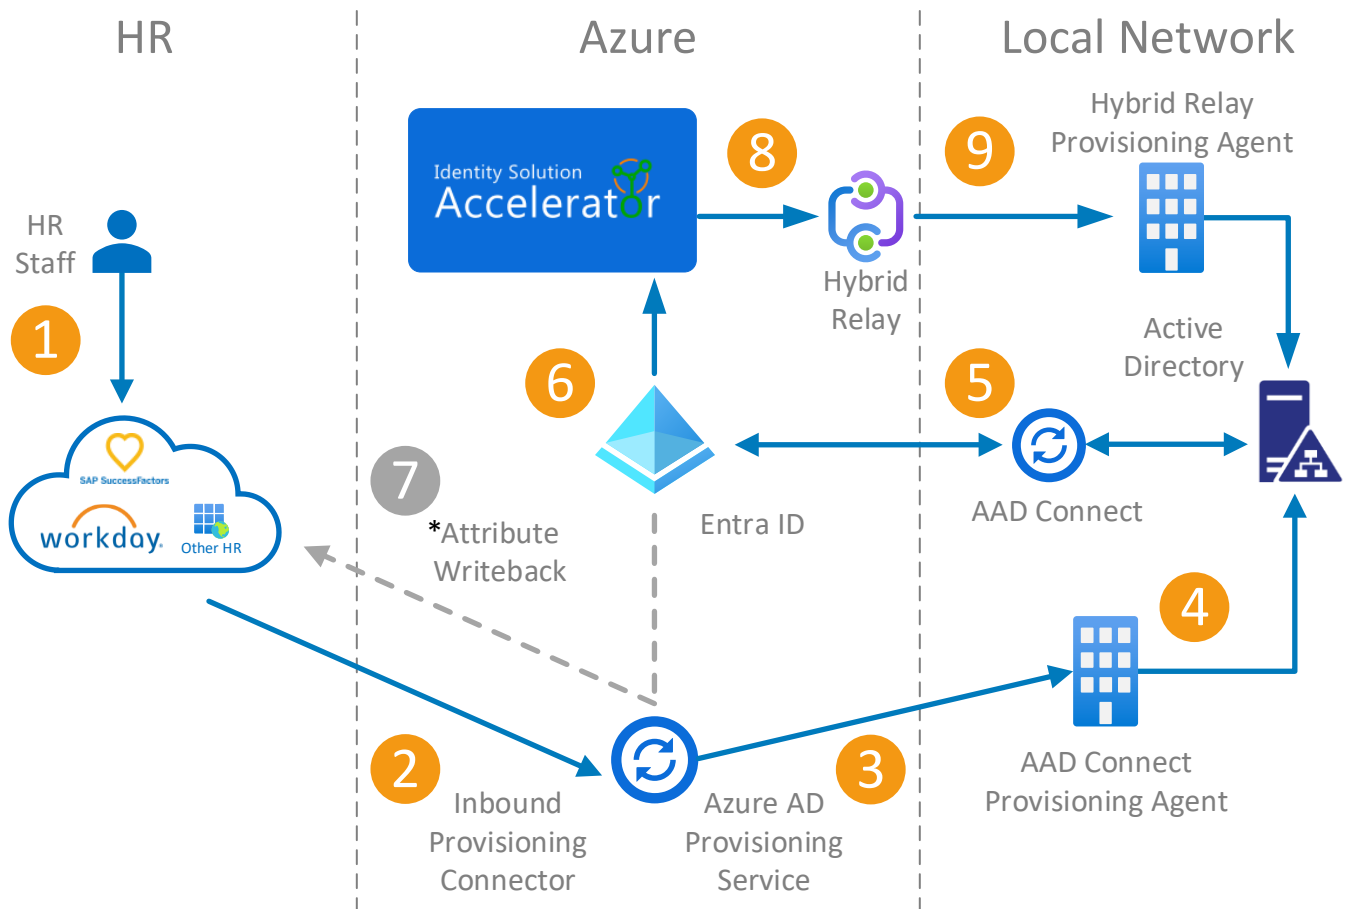 HR
Azure
Local Network
HR
Staff
1
SAP SuccessFactors
workday.
Other HR
Identity Solution
Accelerator
8
Hybrid
Relay
9
Hybrid Relay
Provisioning Agent
Active
Directory
6
Entra ID
5
AAD Connect
7
*Attribute
Writeback
4
2
Inbound
Provisioning
Connector
Azure AD
Provisioning
Service
3
AAD Connect
Provisioning Agent